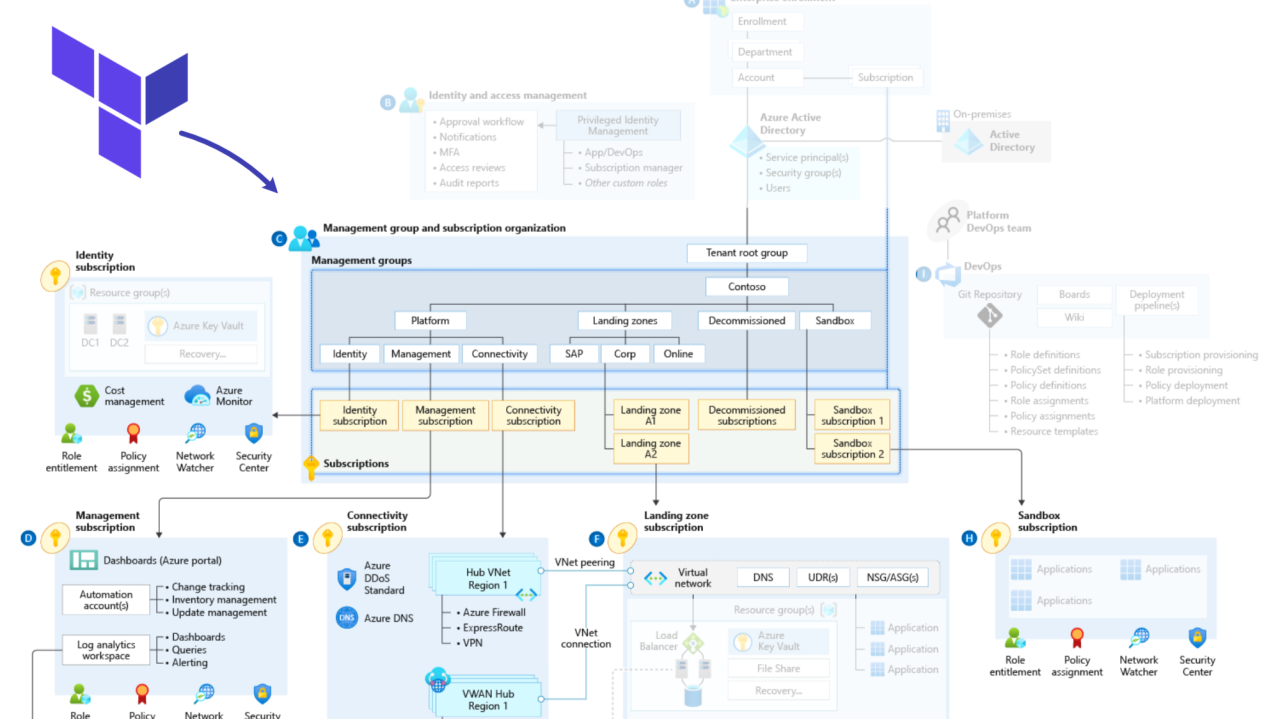 A
Enterprise enrollment
Enrollment
Department
Account
Subscription
B
Identity and access management
• Approval workflow
• Notifications
• MFA
• Access reviews
• Audit reports
Privileged Identity
Management
• App/DevOps
• Subscription manager
• Other custom roles
Azure Active
Directory
• Service principal(s)
• Security group(s)
• Users
On-premises
Active
Directory
Platform
DevOps team
C
Management group and subscription organization
Management groups
Tenant root group
Contoso
Platform
Landing zones
Decommissioned
Sandbox
Identity
Management
Connectivity
SAP
Corp
Online
Identity
subscription
Management
subscription
Connectivity
subscription
Landing zone
A1
Landing zone
A2
Decommissioned
subscriptions
Sandbox
subscription 1
Sandbox
subscription 2
Subscriptions
Identity
subscription
Resource group(s)
DC1
DC2
Azure Key Vault
Recovery...
Cost
management
Azure
Monitor
Role
entitlement
Policy
assignment
Network
Watcher
Security
Center
I
DevOps
Git Repository
Boards
Wiki
Deployment
pipeline(s)
• Role definitions
• PolicySet definitions
• Policy definitions
• Role assignments
• Policy assignments
• Resource templates
• Subscription provisioning
• Role provisioning
• Policy deployment
• Platform deployment
D
Management
subscription
Dashboards (Azure portal)
Automation
account(s)
• Change tracking
• Inventory management
• Update management
Log analytics
workspace
• Dashboards
• Queries
• Alerting
Role
Policy
Network
Security
E
Connectivity
subscription
Azure
DDoS
Standard
DNS
Azure DNS
Hub VNet
Region 1
• Azure Firewall
• ExpressRoute
• VPN
VWAN Hub
Region 1
VNet peering
VNet
connection
F
Landing zone
subscription
Virtual
network
DNS
UDR(s)
NSG/ASG(s)
Resource group(s)
Load
Balancer
Azure
Key Vault
File Share
Recovery...
Application
Application
Application
H
Sandbox
subscription
Applications
Applications
Applications
Role
entitlement
Policy
assignment
Network
Watcher
Security
Center